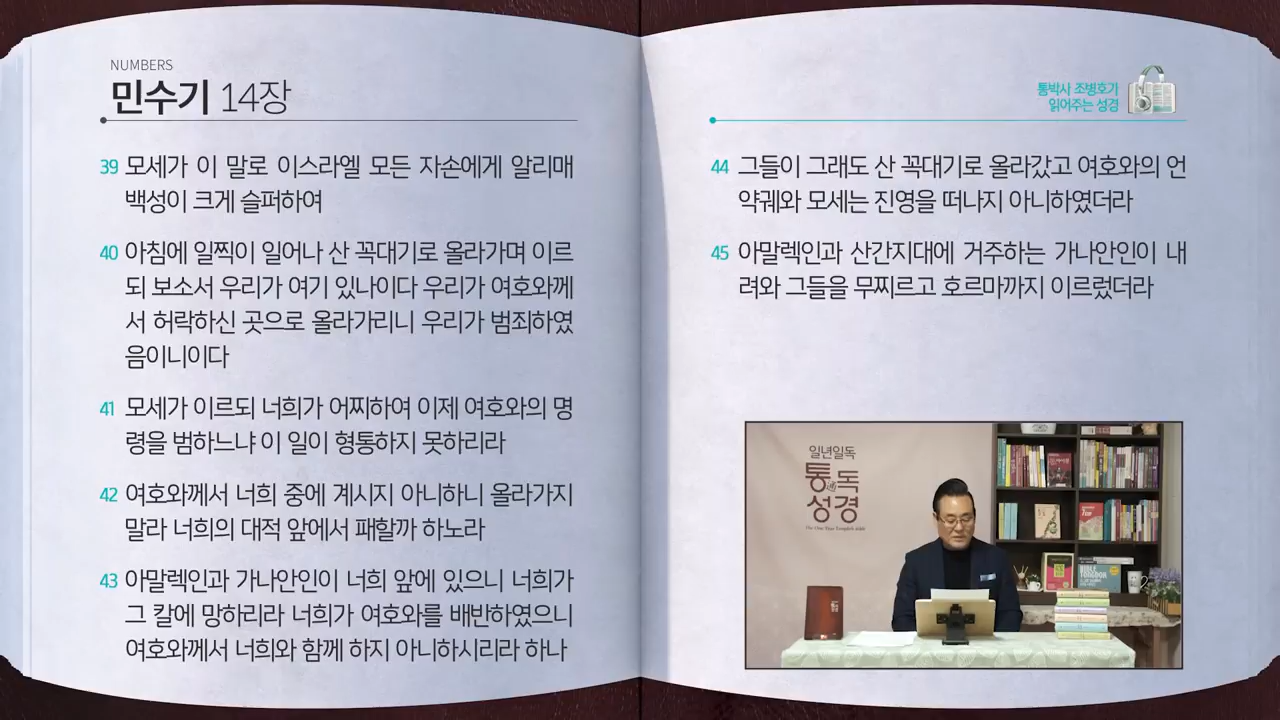 NUMBERS
민수기 14장
39 모세가 이 말로 이스라엘 모든 자손에게 알리매
백성이 크게 슬퍼하여
40 아침에 일찍이 일어나 산 꼭대기로 올라가며 이르
되 보소서 우리가 여기 있나이다 우리가 여호와께
서 허락하신 곳으로 올라가리니 우리가 범죄하였
음이니이다
41 모세가 이르되 너희가 어찌하여 이제 여호와의 명
령을 범하느냐 이 일이 형통하지 못하리라
42 여호와께서 너희 중에 계시지 아니하니 올라가지
말라 너희의 대적 앞에서 패할까 하노라
43 아말렉인과 가나안인이 너희 앞에 있으니 너희가
그 칼에 망하리라 너희가 여호와를 배반하였으니
여호와께서 너희와 함께 하지 아니하시리라 하나
통박사 조병호가
읽어주는 성경
44 그들이 그래도 산 꼭대기로 올라갔고 여호와의 언
약궤와 모세는 진영을 떠나지 아니하였더라
45 아말렉인과 산간지대에 거주하는 가나안인이 내
려와 그들을 무찌르고 호르마까지 이르렀더라
일년일독
통독
성경